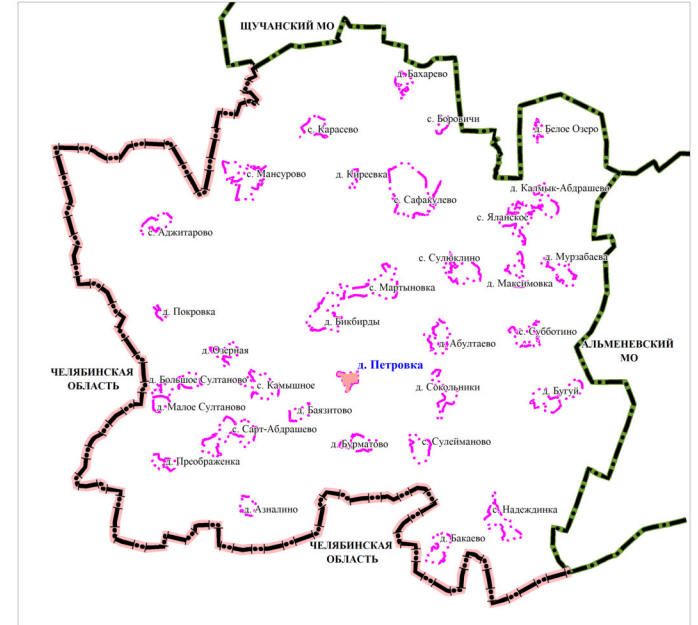 ЩУЧАНСКИЙ МО
д. Бахарево
с. Боровичи
с. Карасево
д. Белое Озеро
с. Мансурово
д. Киреевка
д. Калмык-Абдрашево
с. Сафакулево
с. Яланское
с. Аджитарово
с. Сулюклино
д. Мурзабаева
д. Максимовка
с. Мартыновка
д. Покровка
д. Бикбирды
с. Субботино
д. Абултаево
АЛЬМЕНЕВСКИЙ
МО
д. Озерная
д. Петровка
ЧЕЛЯБИНСКАЯ
ОБЛАСТЬ
д. Большое Султаново
с. Камышное
д. Сокольники
д. Бугуй
д. Малое Султаново
д. Баязитово
с. Сарт-Абдрашево
д. Бурматово
с. Сулейманово
д. Преображенка
д. Азналино
с. Надеждинка
д. Бакаево
ЧЕЛЯБИНСКАЯ
ОБЛАСТЬ